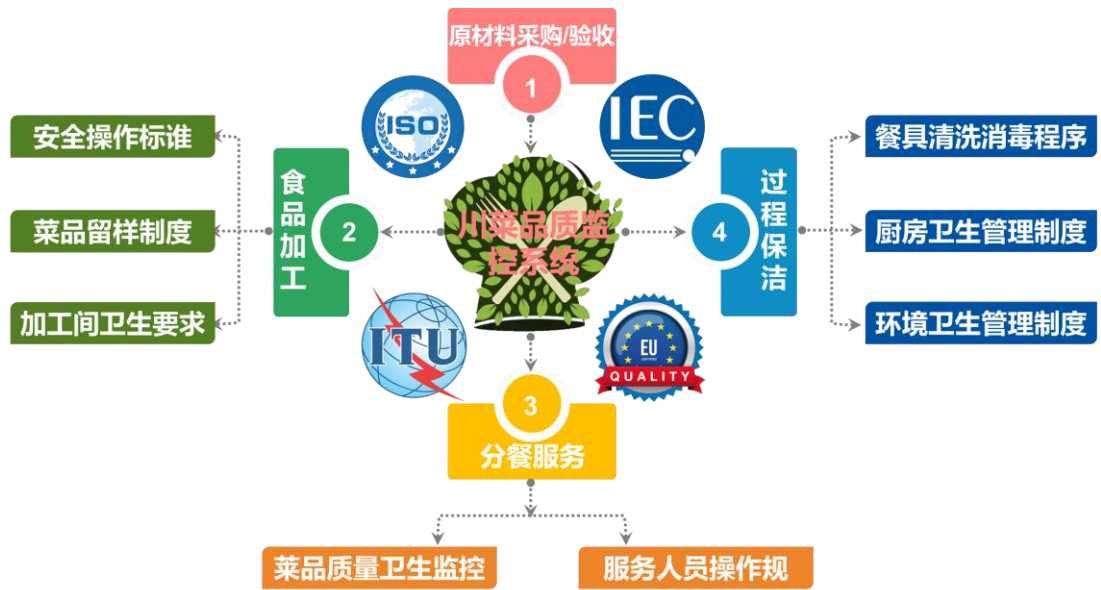 原材料采购/验收
1
ISO
IEC
安全操作标谁
菜品留样制度
加工间卫生要求
食品加工
2
川菜品质监
控系统
4
过程保洁
餐具清洗消毒程序
厨房卫生管理制度
环境卫生管理制度
ITU
EU
QUALITY
3
分餐服务
莱品质量卫生监控
服务人员操作规